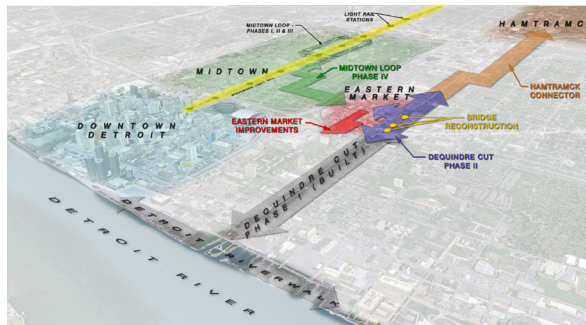 LIGHT RAIL
STATIONS
HAMTRAMCK
MIDTOWN LOOP -
PHASES I, II & III
MIDTOWN
MIDTOWN LOOP
PHASE IV
EASTERN
MARKET
HAMTRAMCK
CONNECTOR
DOWNTOWN
DETROIT
EASTERN MARKET
IMPROVEMENTS
BRIDGE
RECONSTRUCTION
DEQUINDRE CUT
PHASE II
DEQUINDRE CUT
PHASE I (BUILT)
DETROIT RIVERWALK
DETROIT RIVER